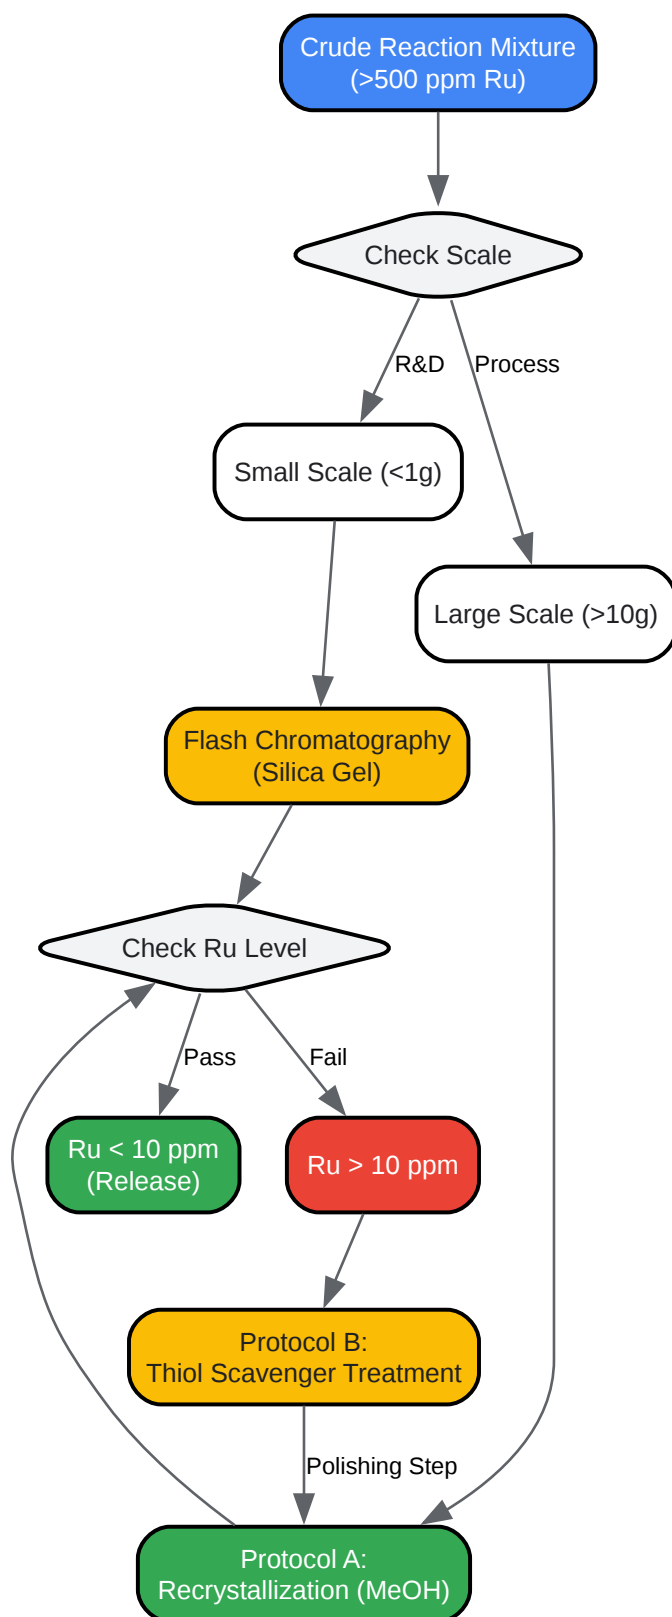 Crude Reaction Mixture
(>500 ppm Ru)
Check Scale
R&D
Process
Small Scale (<1g)
Large Scale (>10g)
Flash Chromatography
(Silica Gel)
Check Ru Level
Pass
Fail
Ru < 10 ppm
(Release)
Ru > 10 ppm
Protocol B:
Thiol Scavenger Treatment
Polishing Step
Protocol A:
Recrystallization (MeOH)